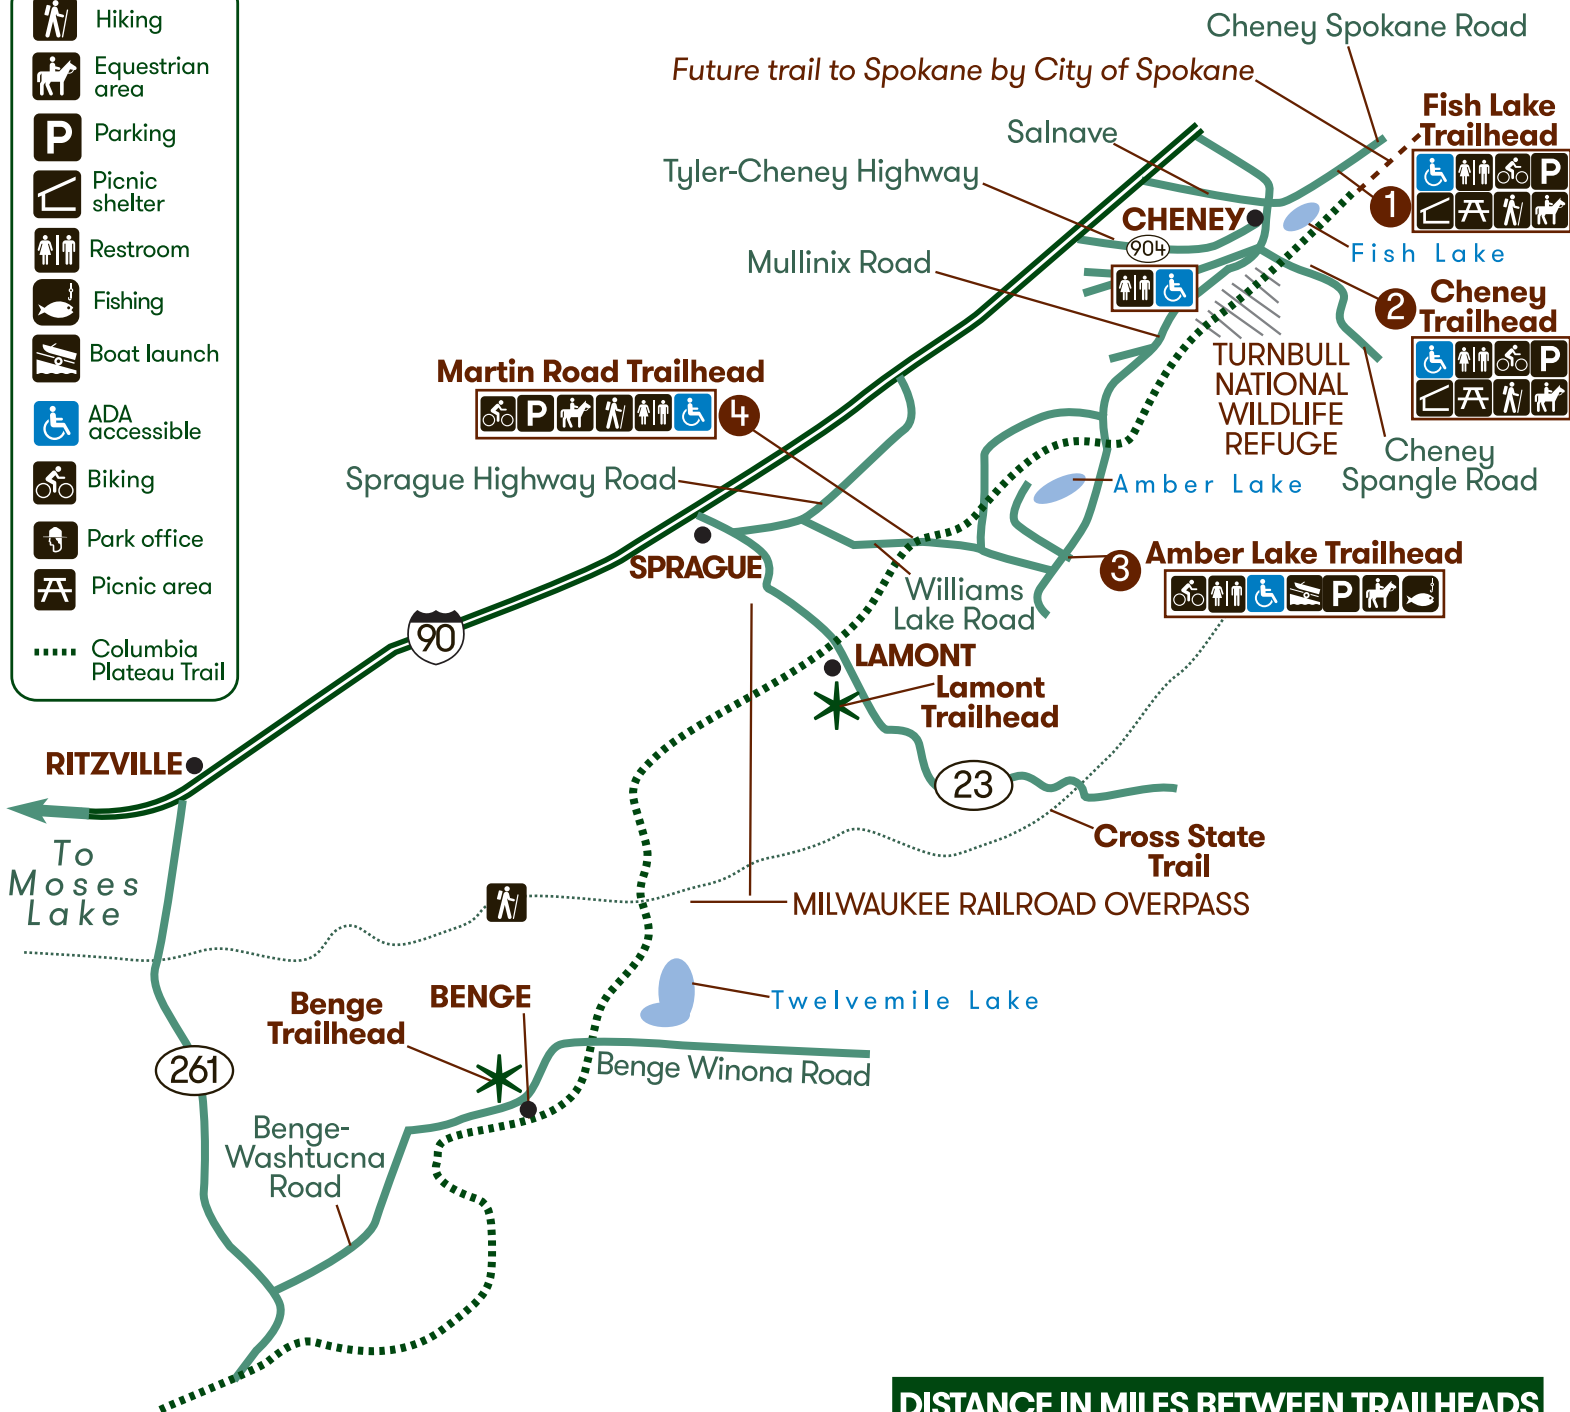 Hiking
Equestrian
area
P
Parking
Picnic
shelter
Restroom
Fishing
Boat launch
ADA
accessible
Biking
Park office
Picnic area
Columbia
Plateau Trail
Cheney Spokane Road
Future trail to Spokane by City of Spokane
Fish Lake
Trailhead
P
1
Salnave
Tyler-Cheney Highway
CHENEY
904
Fish Lake
Mullinix Road
2
Cheney
Trailhead
P
TURNBULL
NATIONAL
WILDLIFE
REFUGE
Martin Road Trailhead
P
4
Cheney
Spangle Road
Sprague Highway Road
Amber Lake
SPRAGUE
3
Amber Lake Trailhead
P
Williams
Lake Road
90
LAMONT
Lamont
Trailhead
RITZVILLE
23
To
Moses
Lake
Cross State
Trail
MILWAUKEE RAILROAD OVERPASS
Benge
Trailhead
BENGE
Twelvemile Lake
261
Benge Winona Road
Benge-
Washtucna
Road
DISTANCE IN MILES BETWEEN TRAILHEADS